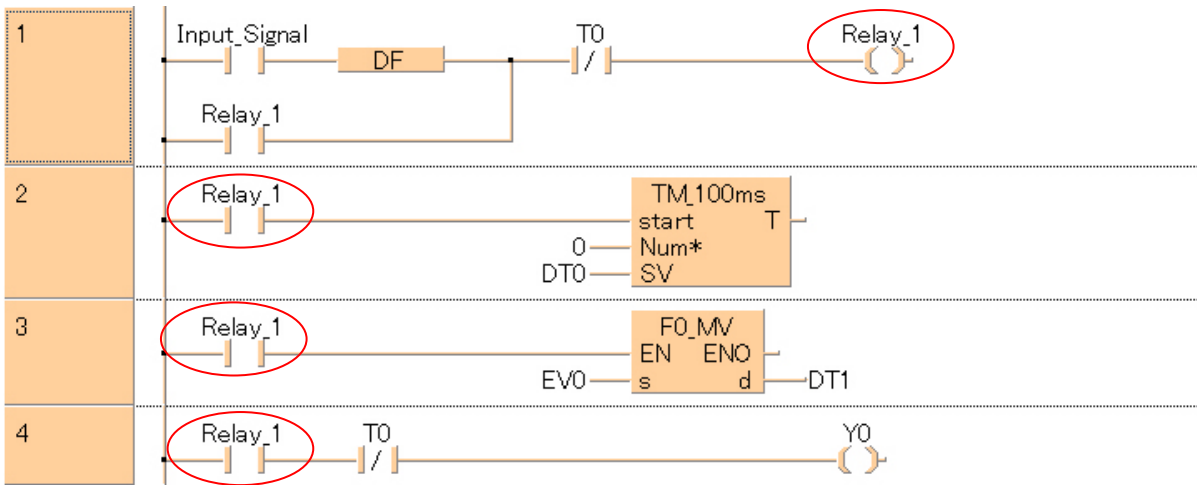 1
Input_Signal
DF
T0
Relay_1
Relay_1
2
Relay_1
TM_100ms
start T
0 Num*
DT0 SV
3
Relay_1
F0_MV
EN ENO
EV0 s d DT1
4
Relay_1
T0
Y0